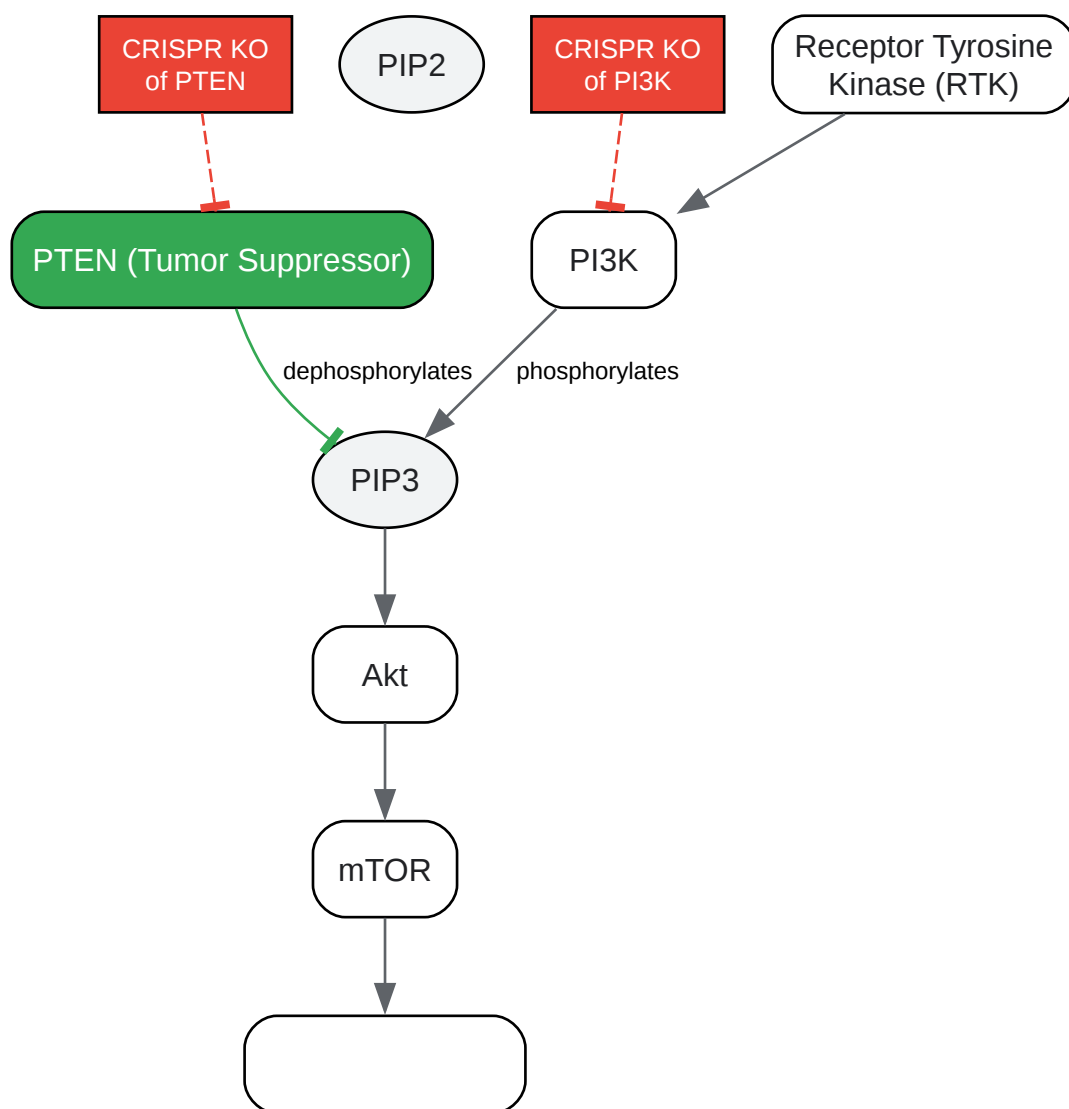 CRISPR KO
of PTEN
PIP2
CRISPR KO
of PI3K
Receptor Tyrosine
Kinase (RTK)
PTEN (Tumor Suppressor)
PI3K
dephosphorylates
phosphorylates
PIP3
Akt
mTOR